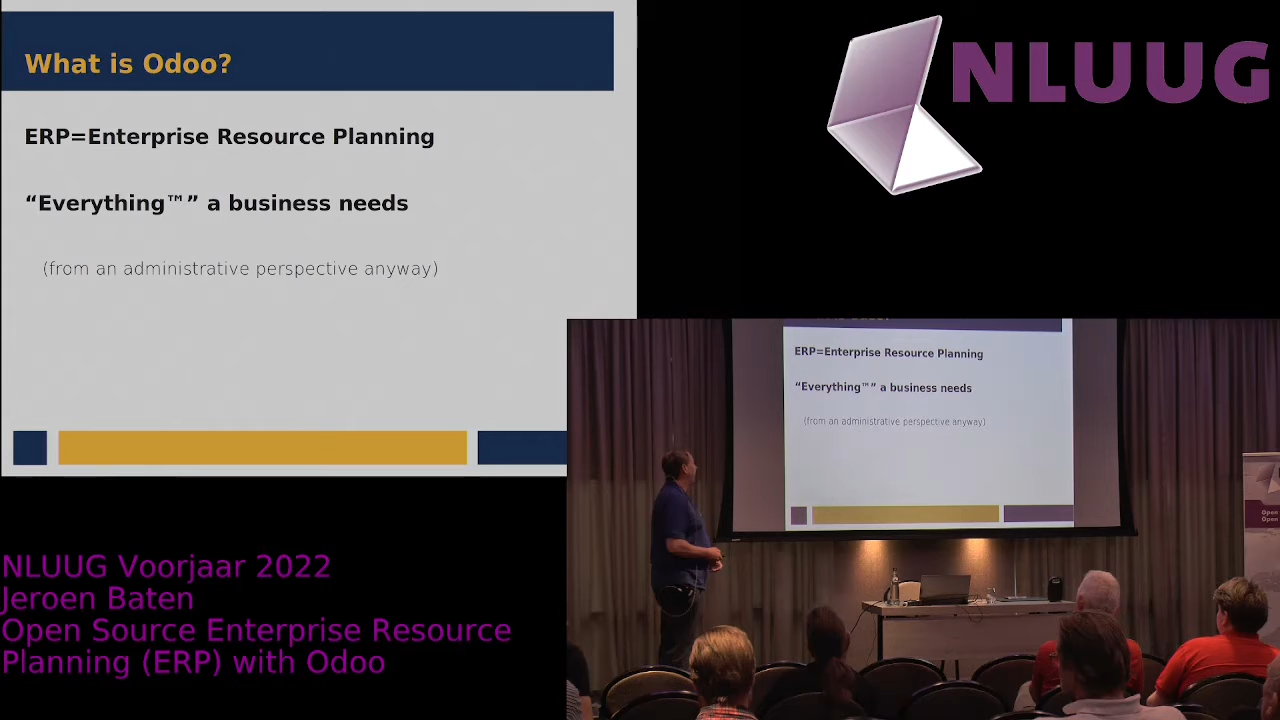 What is Odoo?
ERP=Enterprise Resource Planning
“Everything™” a business needs
(from an administrative perspective anyway)
NLUUG
ERP=Enterprise Resource Planning
“Everything™” a business needs
(from an administrative perspective anyway)
Open
Open
NLUUG Voorjaar 2022
Jeroen Baten
Open Source Enterprise Resource
Planning (ERP) with Odoo